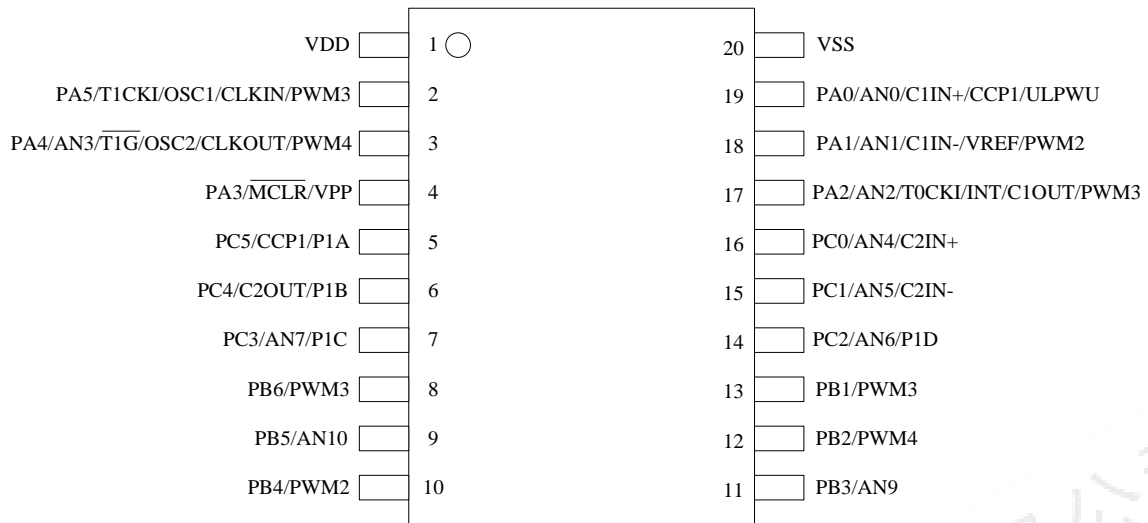 VDD 1 20 VSS
PA5/T1CKI/OSC1/CLKIN/PWM3 2 19 PA0/AN0/C1IN+/CCP1/ULPWU
PA4/AN3/T1G/OSC2/CLKOUT/PWM4 3 18 PA1/AN1/C1IN-/VREF/PWM2
PA3/MCLR/VPP 4 17 PA2/AN2/T0CKI/INT/C1OUT/PWM3
PC5/CCP1/P1A 5 16 PC0/AN4/C2IN+
PC4/C2OUT/P1B 6 15 PC1/AN5/C2IN-
PC3/AN7/P1C 7 14 PC2/AN6/P1D
PB6/PWM3 8 13 PB1/PWM3
PB5/AN10 9 12 PB2/PWM4
PB4/PWM2 10 11 PB3/AN9